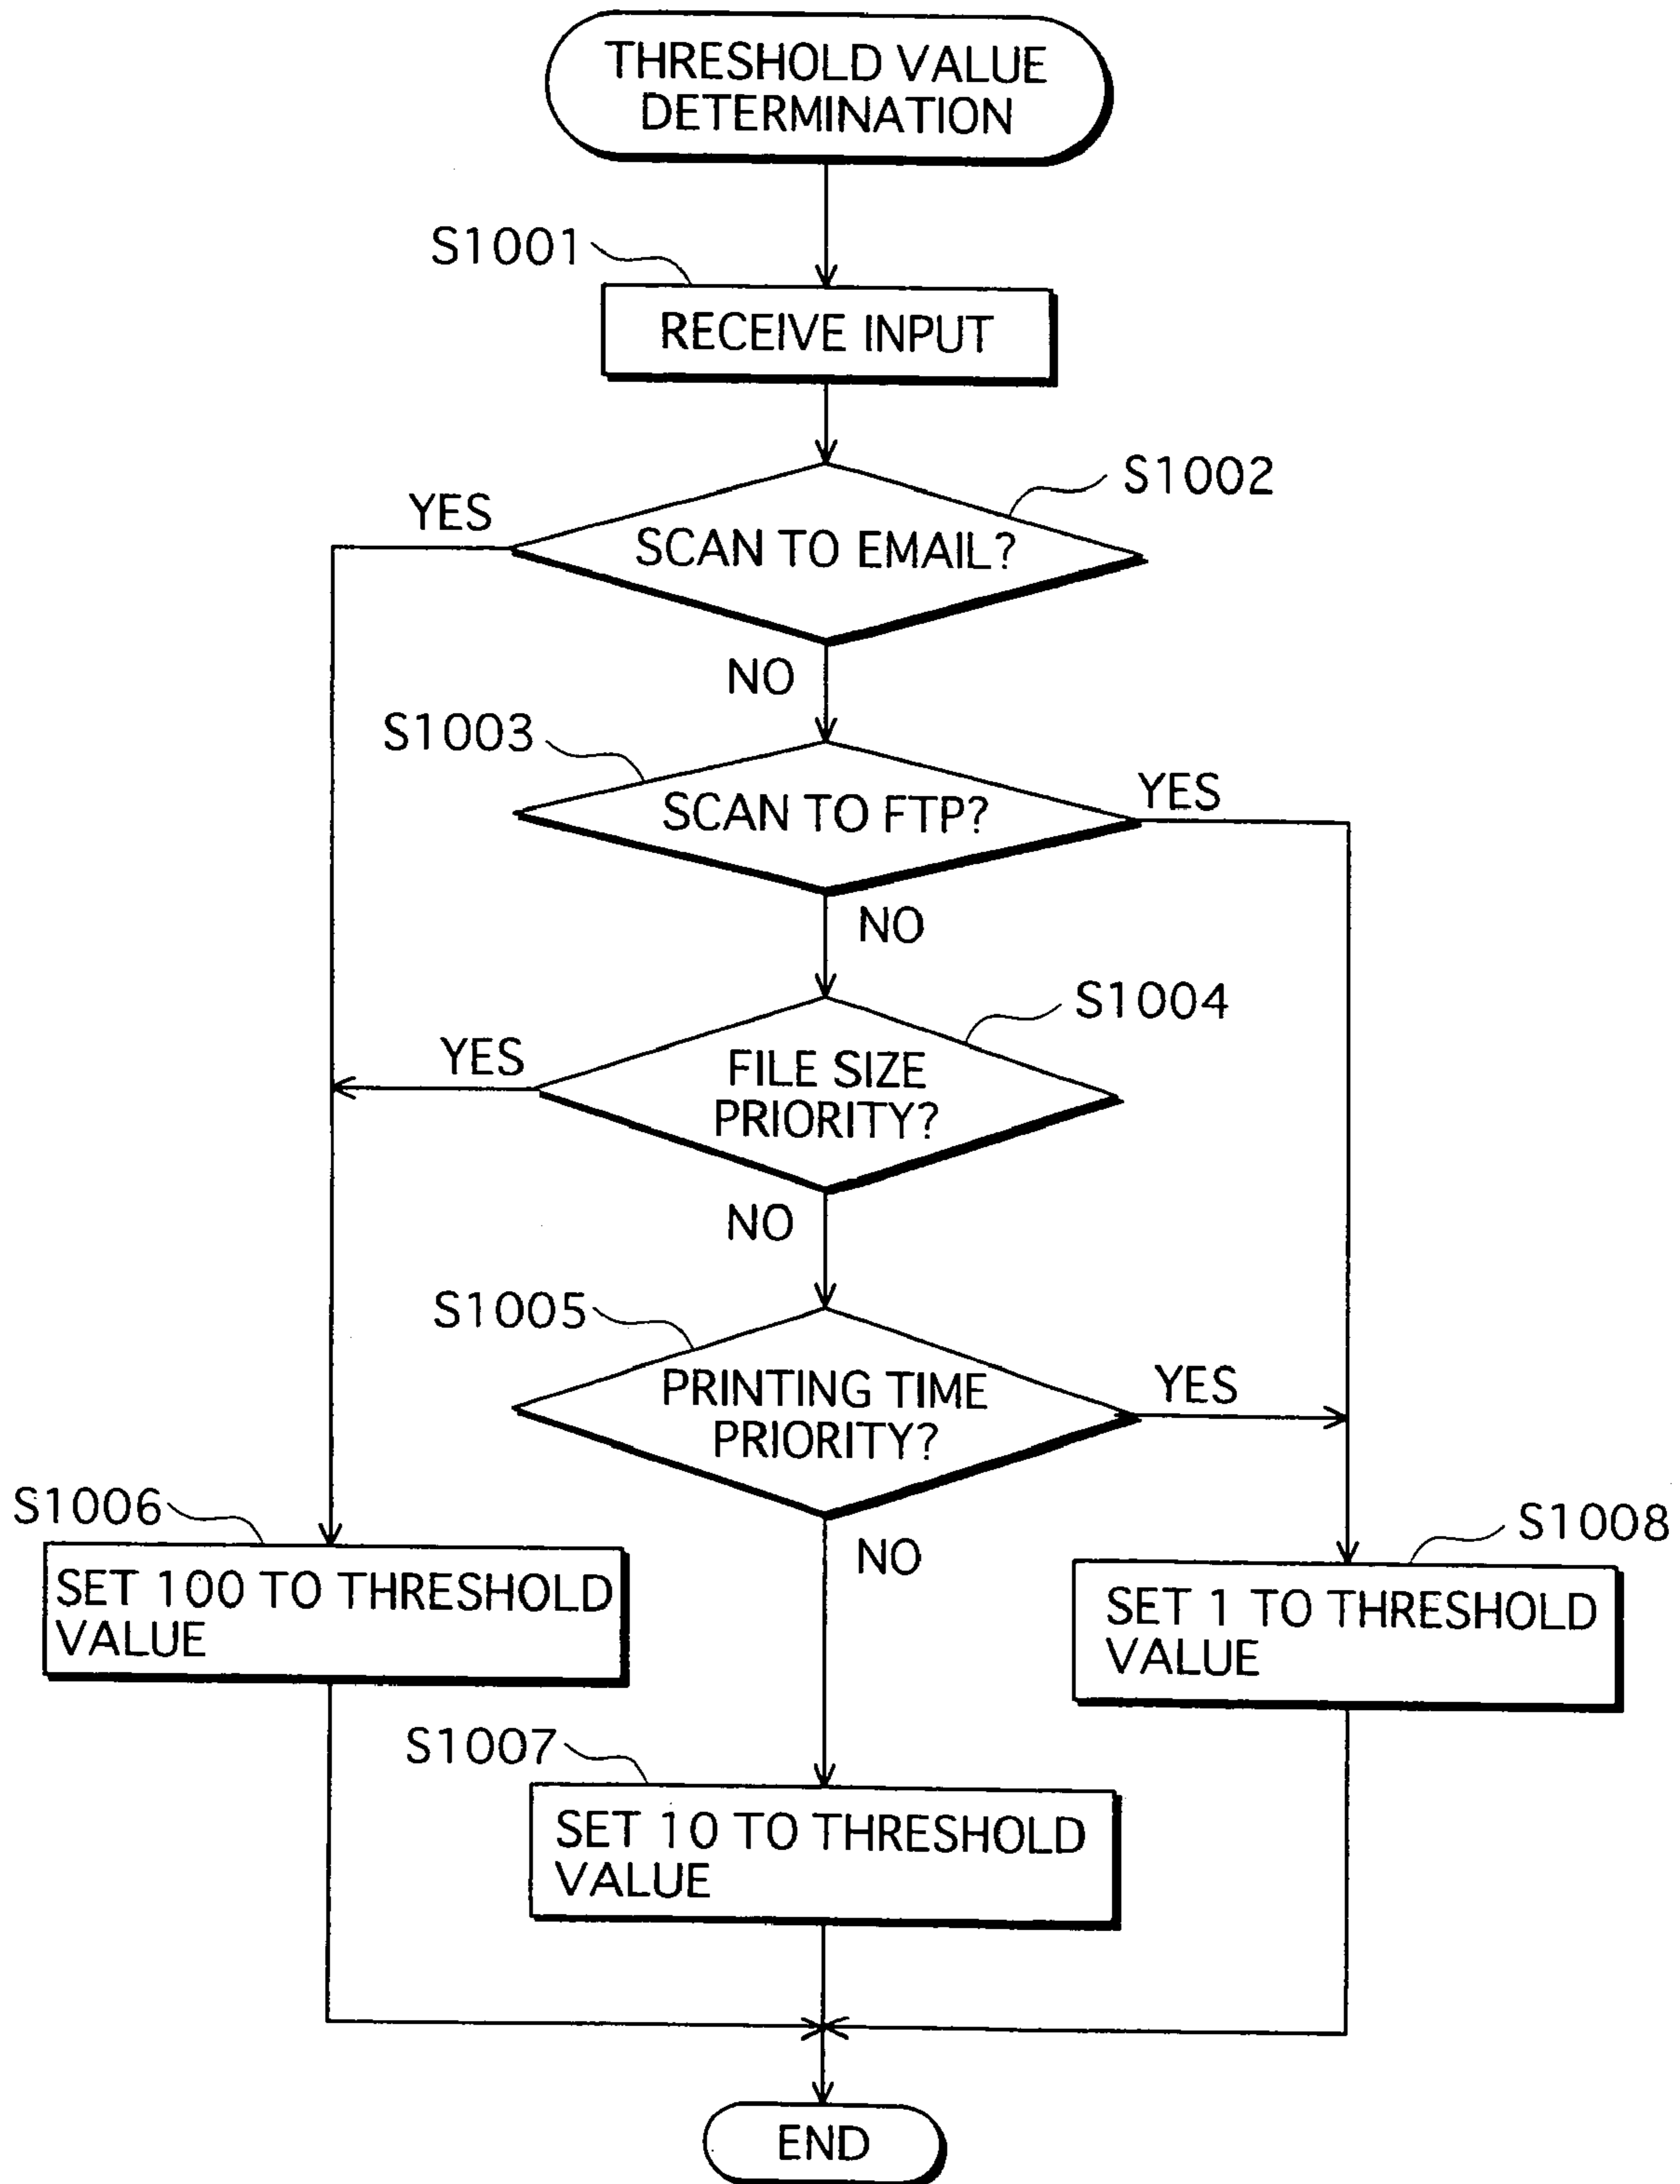 THRESHOLD VALUE
DETERMINATION
S1001
RECEIVE INPUT
S1002
YES
SCAN TO EMAIL?
NO
S1003
SCAN TO FTP?
YES
NO
S1004
YES
FILE SIZE
PRIORITY?
NO
S1005
PRINTING TIME
PRIORITY?
YES
NO
S1006
SET 100 TO THRESHOLD
VALUE
S1008
SET 1 TO THRESHOLD
VALUE
S1007
SET 10 TO THRESHOLD
VALUE
END